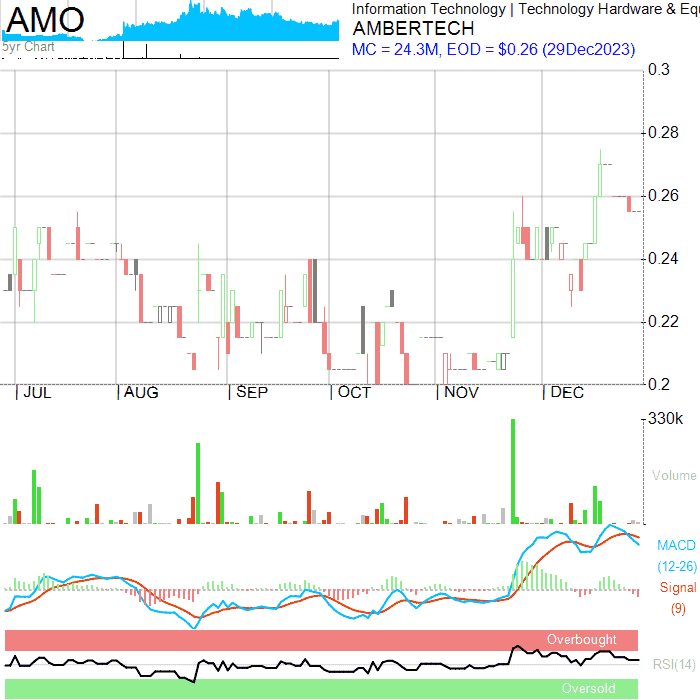 AMO
5yr Chart
Information Technology | Technology Hardware & Equ
AMBERTECH
MC = 24.3M, EOD = $0.26 (29Dec2023)
0.3
0.28
0.26
0.24
0.22
0.2
JUL AUG SEP OCT NOV DEC
330k
Volume
MACD
(12-26)
Signal
(9)
Overbought
RSI(14)
Oversold